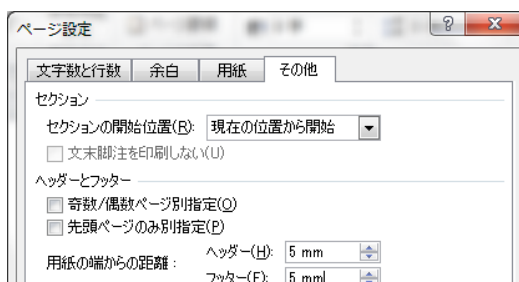 ページ設定
文字数と行数 余白 用紙 その他
セクション
セクションの開始位置(R): 現在の位置から開始
文末脚注を印刷しない(U)
ヘッダーとフッター
奇数/偶数ページ別指定(O)
先頭ページのみ別指定(P)
用紙の端からの距離: ヘッダー(H): 5 mm
フッター(F): 5 mm